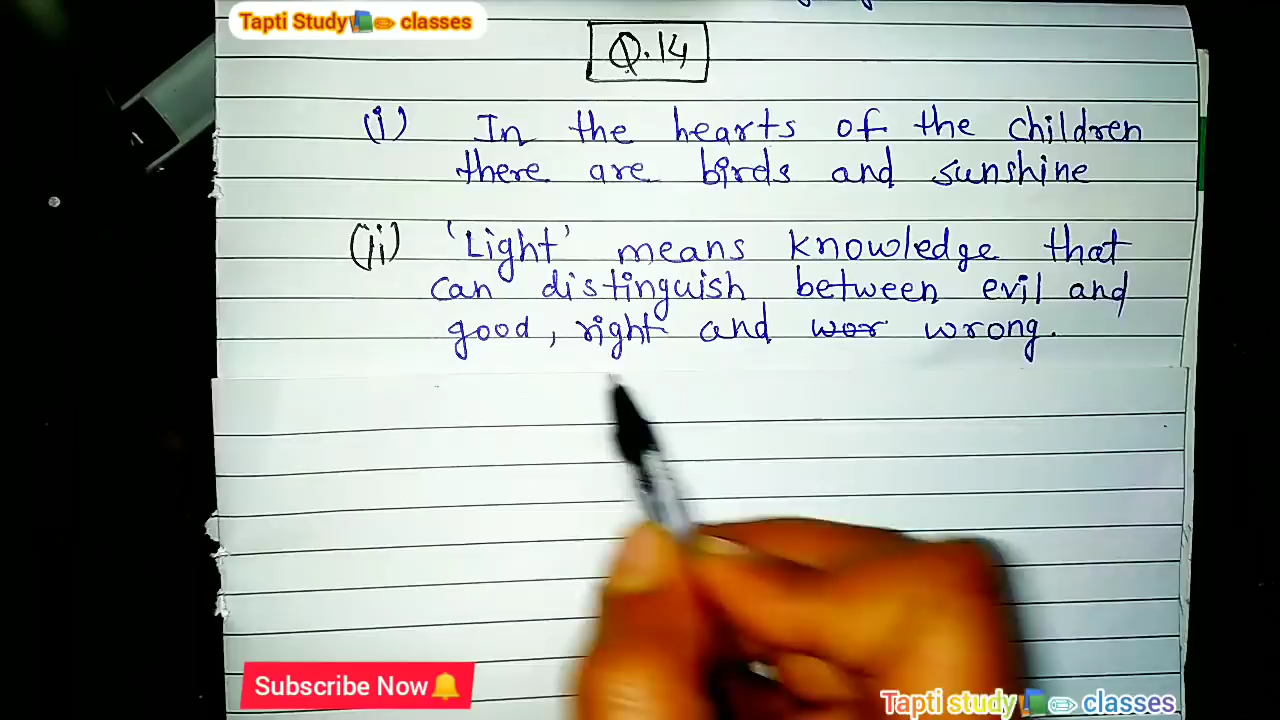 Tapti Study📚✏ classes
Q.14
(i) In the hearts of the children
there are birds and sunshine
(ii) 'Light' means knowledge that
can distinguish between evil and
good, right and wor wrong.
Subscribe Now🔔
Tapti study📚✏ classes